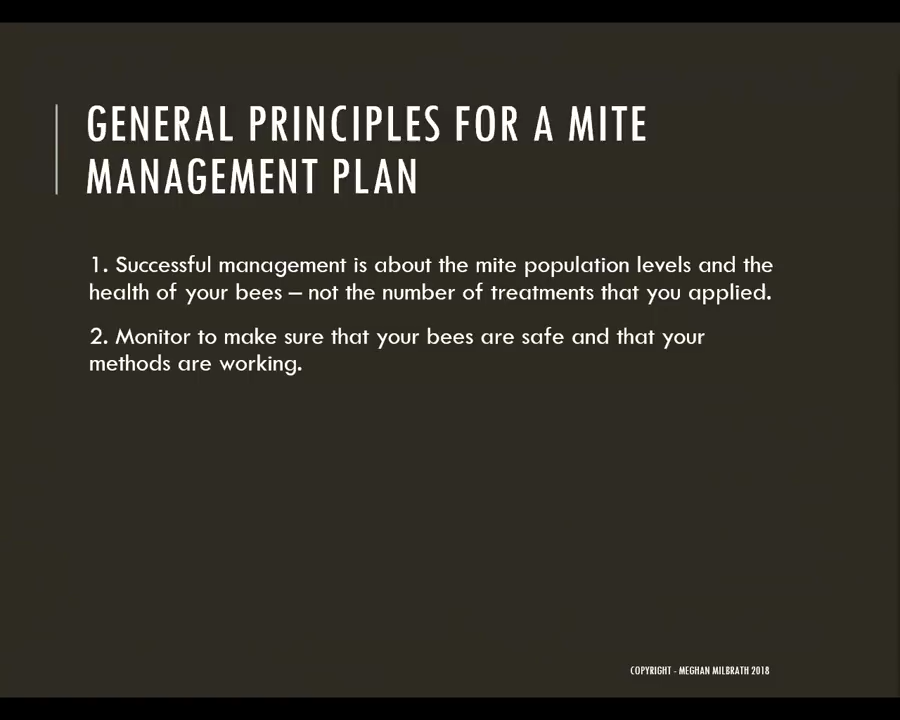 GENERAL PRINCIPLES FOR A MITE
MANAGEMENT PLAN
1. Successful management is about the mite population levels and the
health of your bees – not the number of treatments that you applied.
2. Monitor to make sure that your bees are safe and that your
methods are working.
COPYRIGHT - MEGHAN MILBRATH 2018